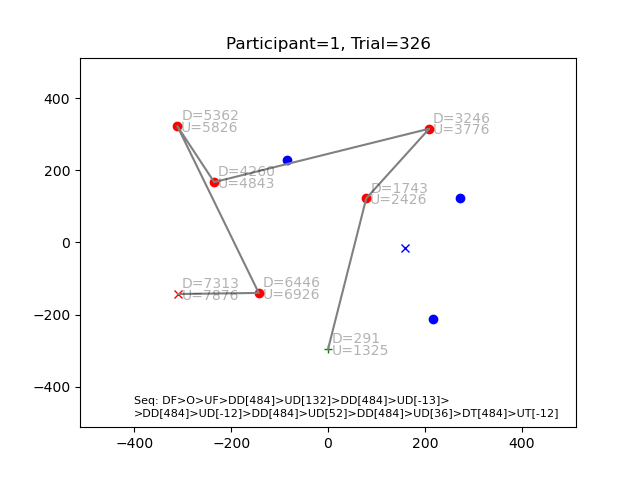 Participant=1, Trial=326
400
200
0
−200
−400
−400
−200
0
200
400
D=5362
U=5826
D=3246
U=3776
D=4260
U=4843
D=1743
U=2426
D=7313
U=7876
D=6446
U=6926
D=291
U=1325
Seq: DF>O>UF>DD[484]>UD[132]>DD[484]>UD[-13]>
>DD[484]>UD[-12]>DD[484]>UD[52]>DD[484]>UD[36]>DT[484]>UT[-12]